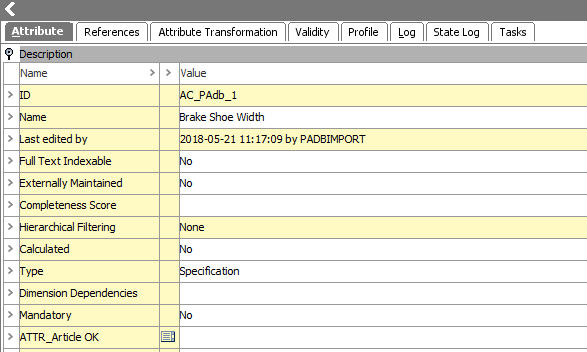 Attribute References Attribute Transformation Validity Profile Log State Log Tasks
Description
Name > > Value
> ID AC_PAdb_1
> Name Brake Shoe Width
> Last edited by 2018-05-21 11:17:09 by PADBIMPORT
> Full Text Indexable No
> Externally Maintained No
> Completeness Score
> Hierarchical Filtering None
> Calculated No
> Type Specification
> Dimension Dependencies
> Mandatory No
> ATTR_Article OK